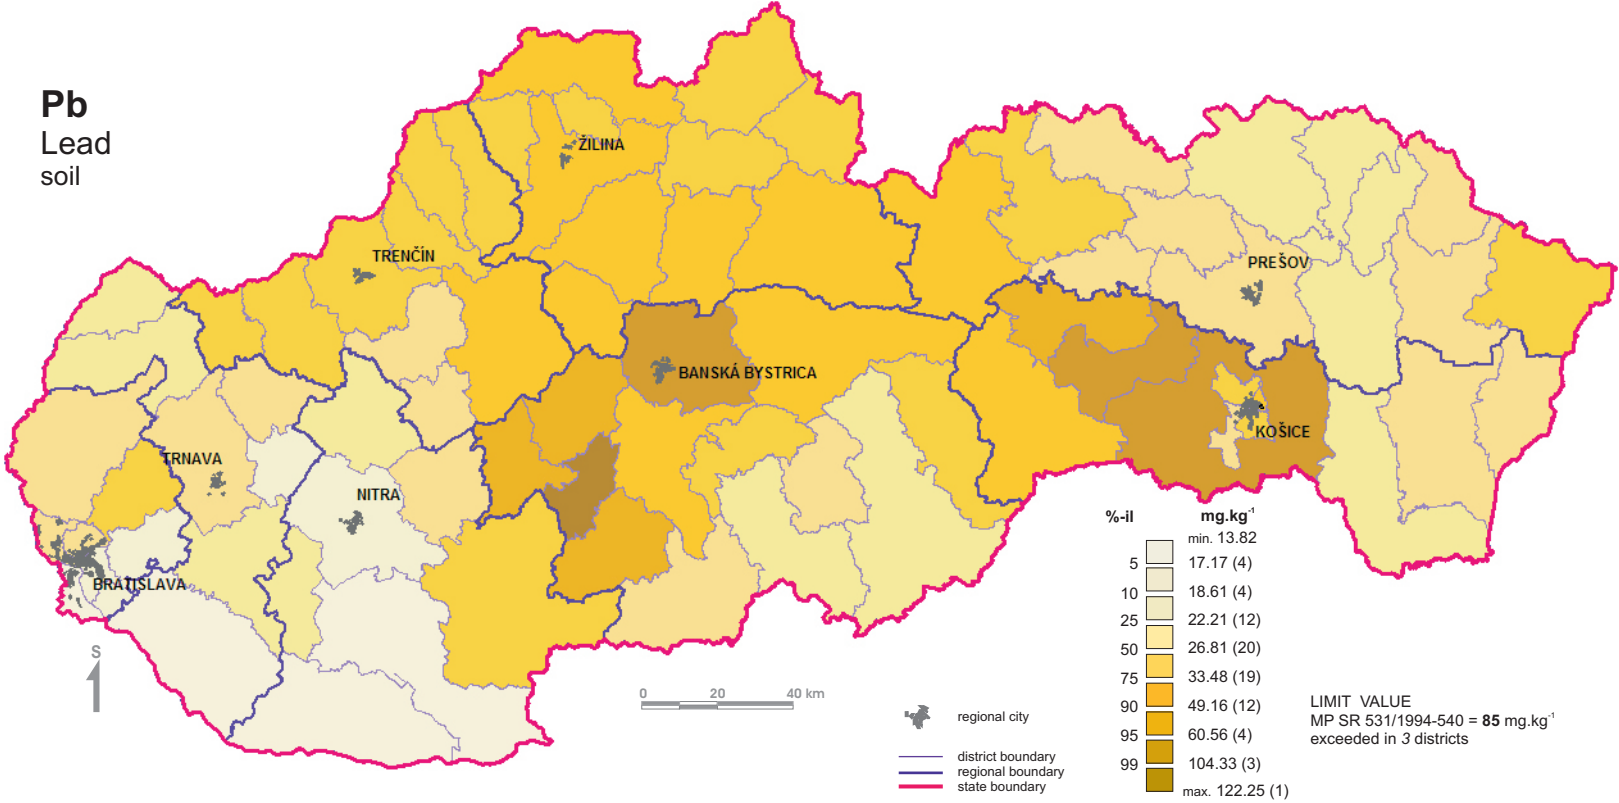 Pb
Lead
soil
ŽILINA
TRENČÍN
PREŠOV
BANSKÁ BYSTRICA
KOŠICE
TRNAVA
NITRA
BRATISLAVA
S
0 20 40 km
regional city
district boundary
regional boundary
state boundary
%-il mg.kg-1
min. 13.82
5 17.17 (4)
10 18.61 (4)
25 22.21 (12)
50 26.81 (20)
75 33.48 (19)
90 49.16 (12)
95 60.56 (4)
99 104.33 (3)
max. 122.25 (1)
LIMIT VALUE
MP SR 531/1994-540 = 85 mg.kg-1
exceeded in 3 districts